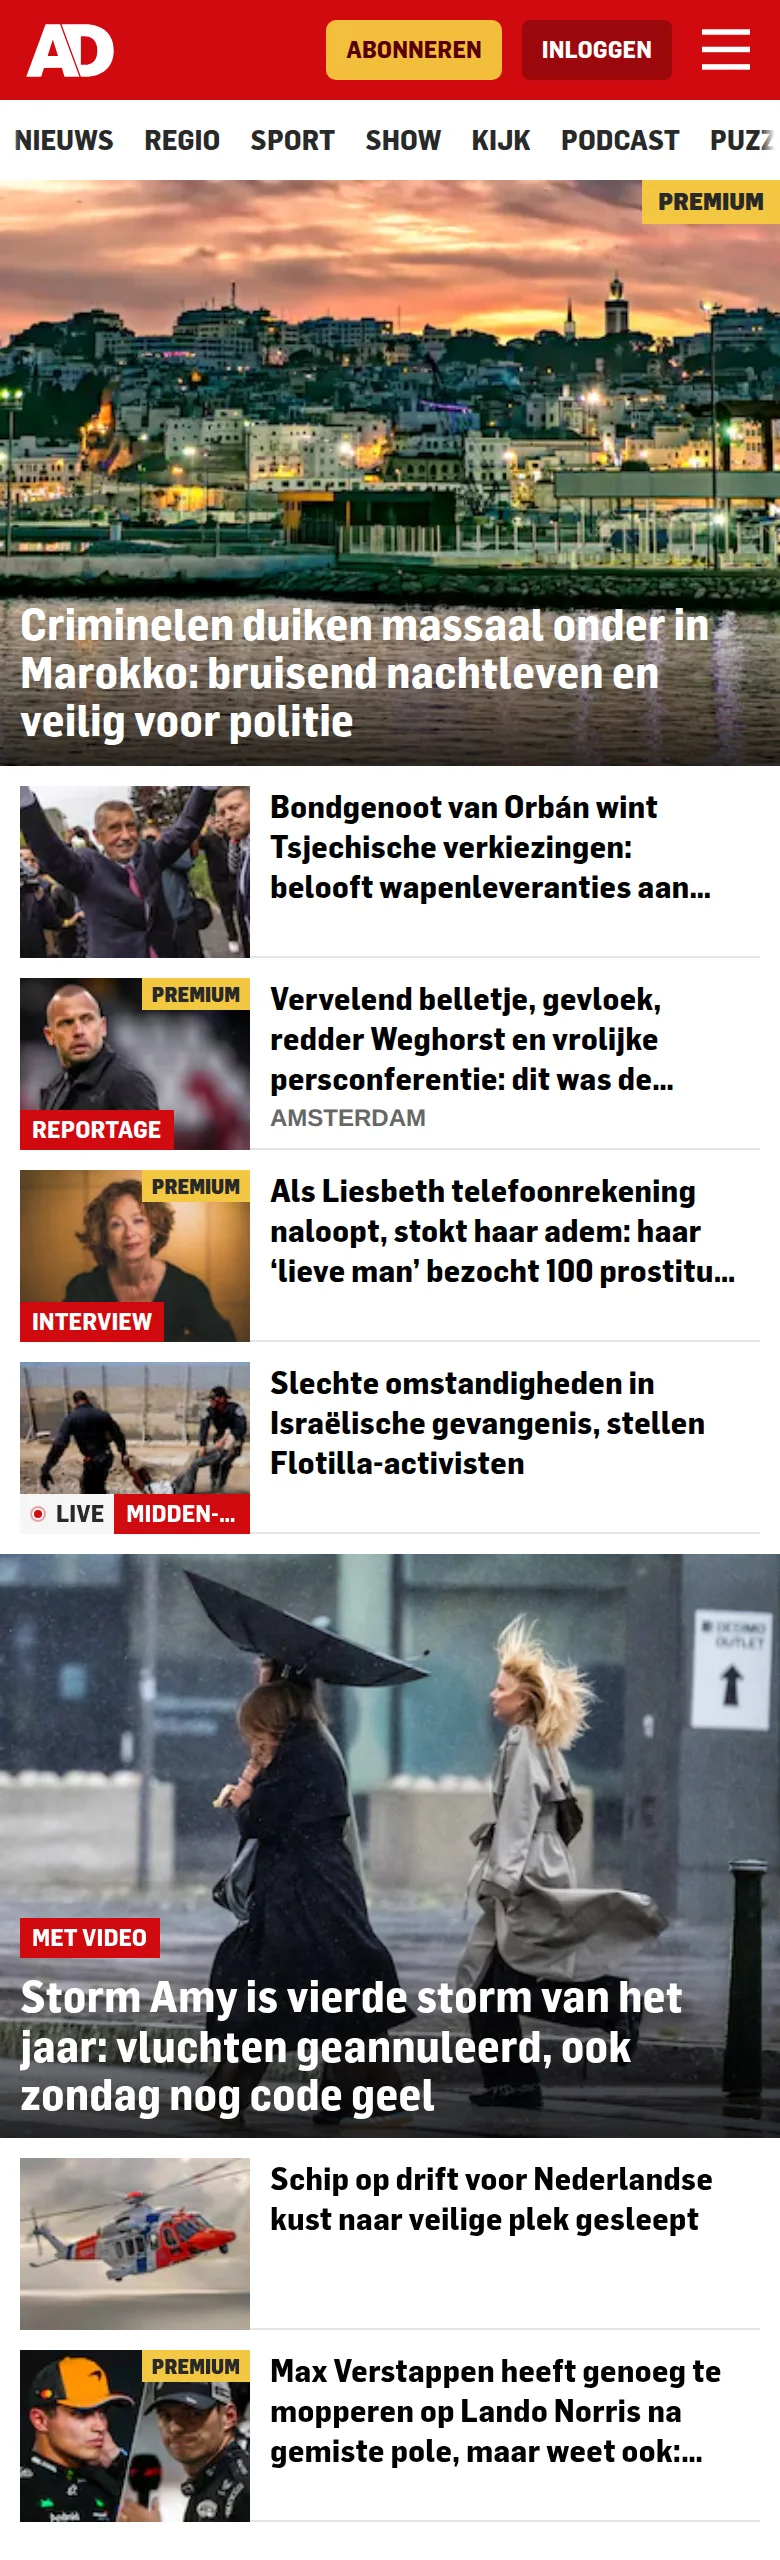 AD
ABONNEREN
INLOGGEN
NIEUWS REGIO SPORT SHOW KIJK PODCAST PUZZ
PREMIUM
Criminelen duiken massaal onder in
Marokko: bruisend nachtleven en
veilig voor politie
Bondgenoot van Orbán wint
Tsjechische verkiezingen:
belooft wapenleveranties aan...
PREMIUM
REPORTAGE
Vervelend belletje, gevloek,
redder Weghorst en vrolijke
persconferentie: dit was de...
AMSTERDAM
PREMIUM
INTERVIEW
Als Liesbeth telefoonrekening
naloopt, stokt haar adem: haar
‘lieve man’ bezocht 100 prostitu...
LIVE MIDDEN-...
Slechte omstandigheden in
Israëlische gevangenis, stellen
Flotilla-activisten
OUTLET
MET VIDEO
Storm Amy is vierde storm van het
jaar: vluchten geannuleerd, ook
zondag nog code geel
Schip op drift voor Nederlandse
kust naar veilige plek gesleept
PREMIUM
Max Verstappen heeft genoeg te
mopperen op Lando Norris na
gemiste pole, maar weet ook:...